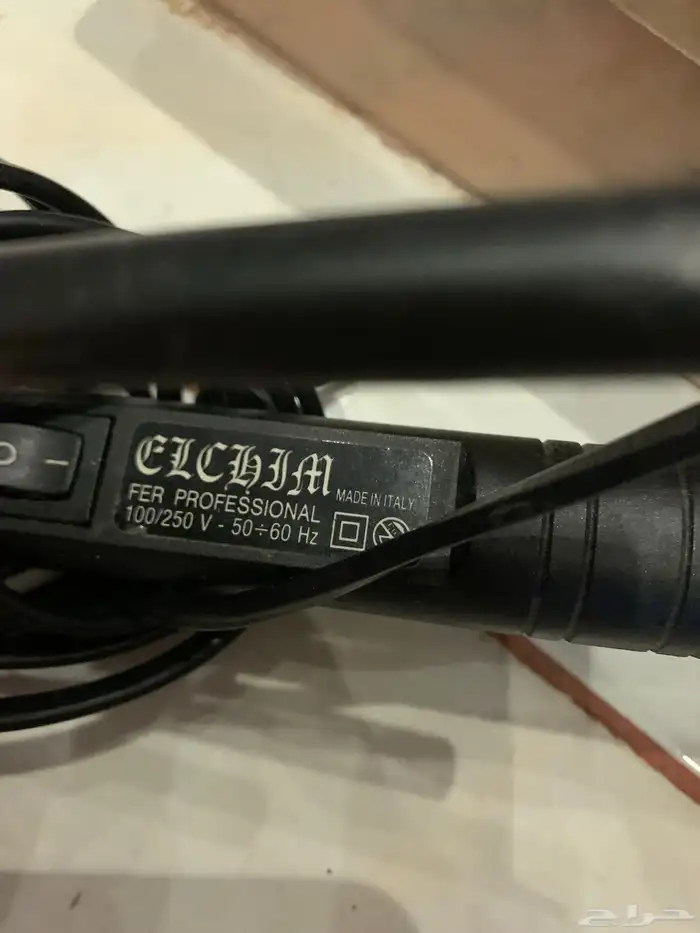 ELCHIM
FER PROFESSIONAL MADE IN ITALY
100/250 V - 50÷60 Hz
حراج